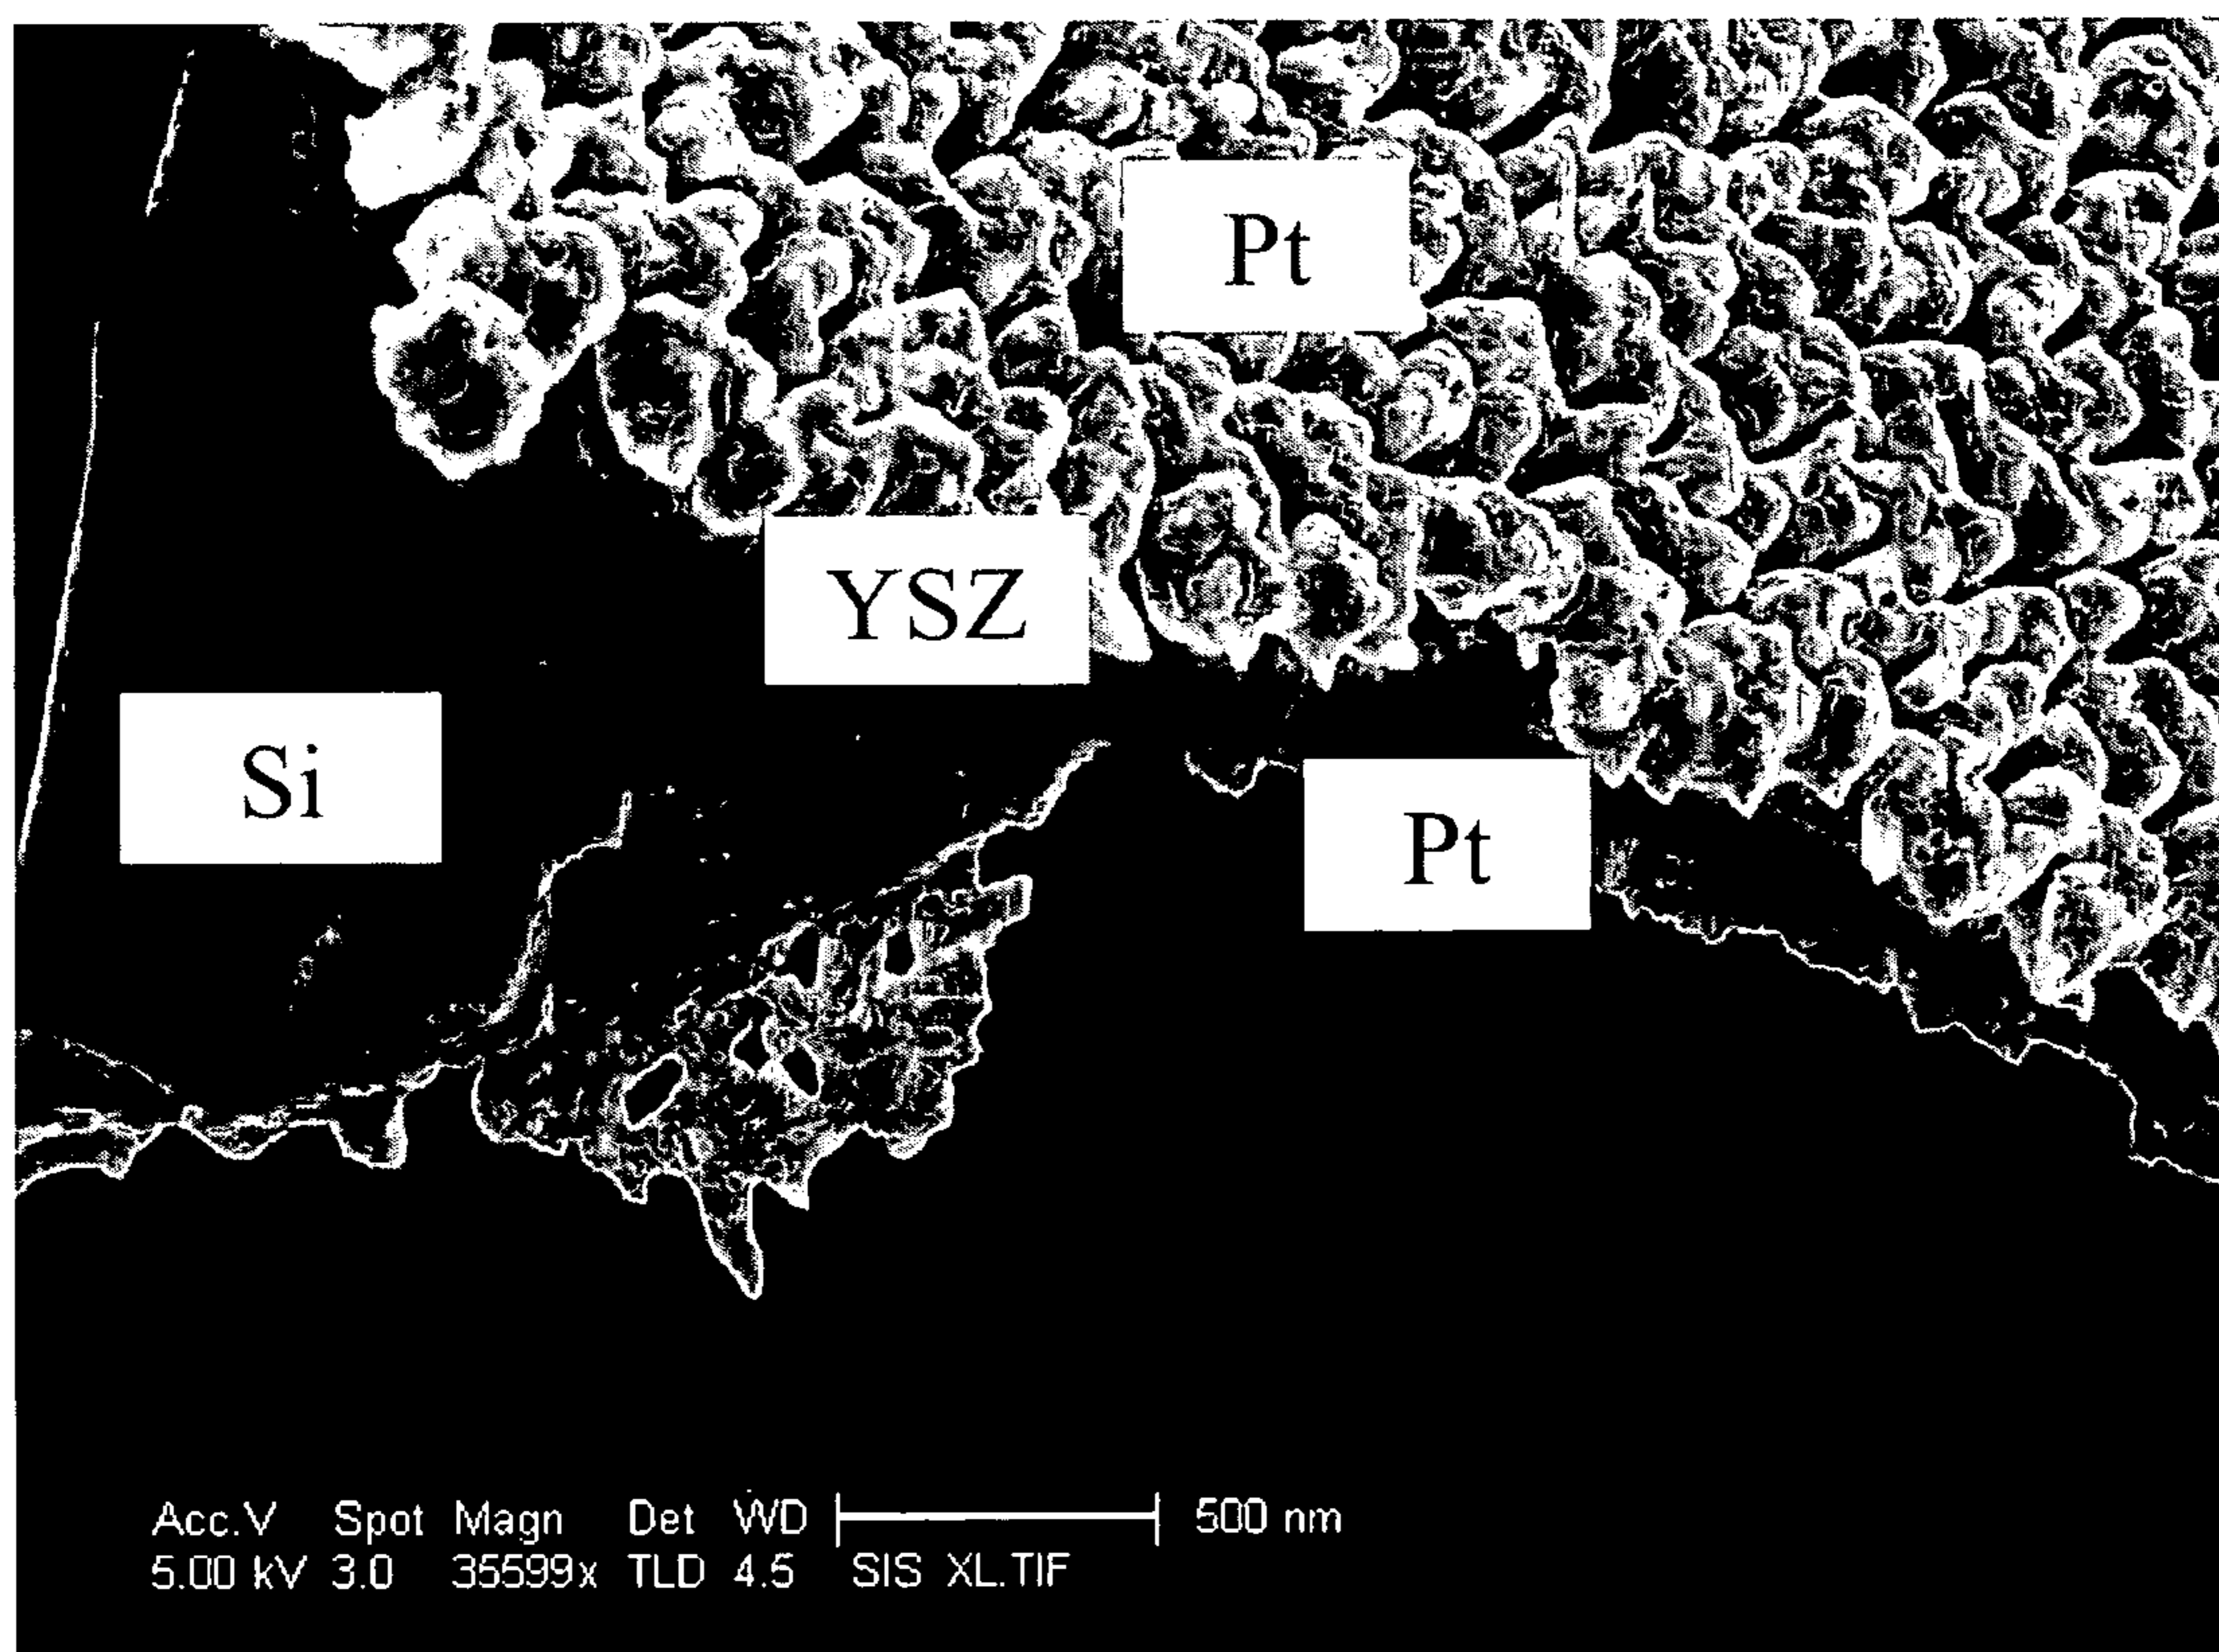 Pt
YSZ
Si
Pt
Acc.V Spot Magn Det WD 500 nm
5.00 kV 3.0 35599x TLD 4.5 SIS XL.TIF